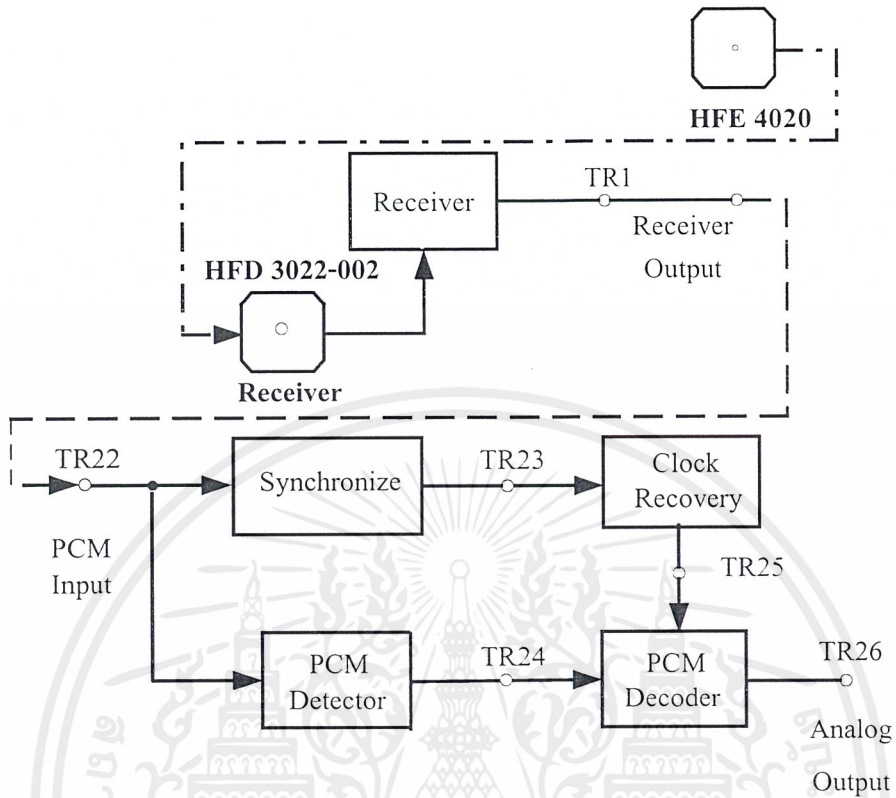 HFE 4020
Receiver
TR1
Receiver
Output
HFD 3022-002
Receiver
TR22
Synchronize
TR23
Clock
Recovery
PCM
Input
TR25
PCM
Detector
TR24
PCM
Decoder
TR26
Analog
Output